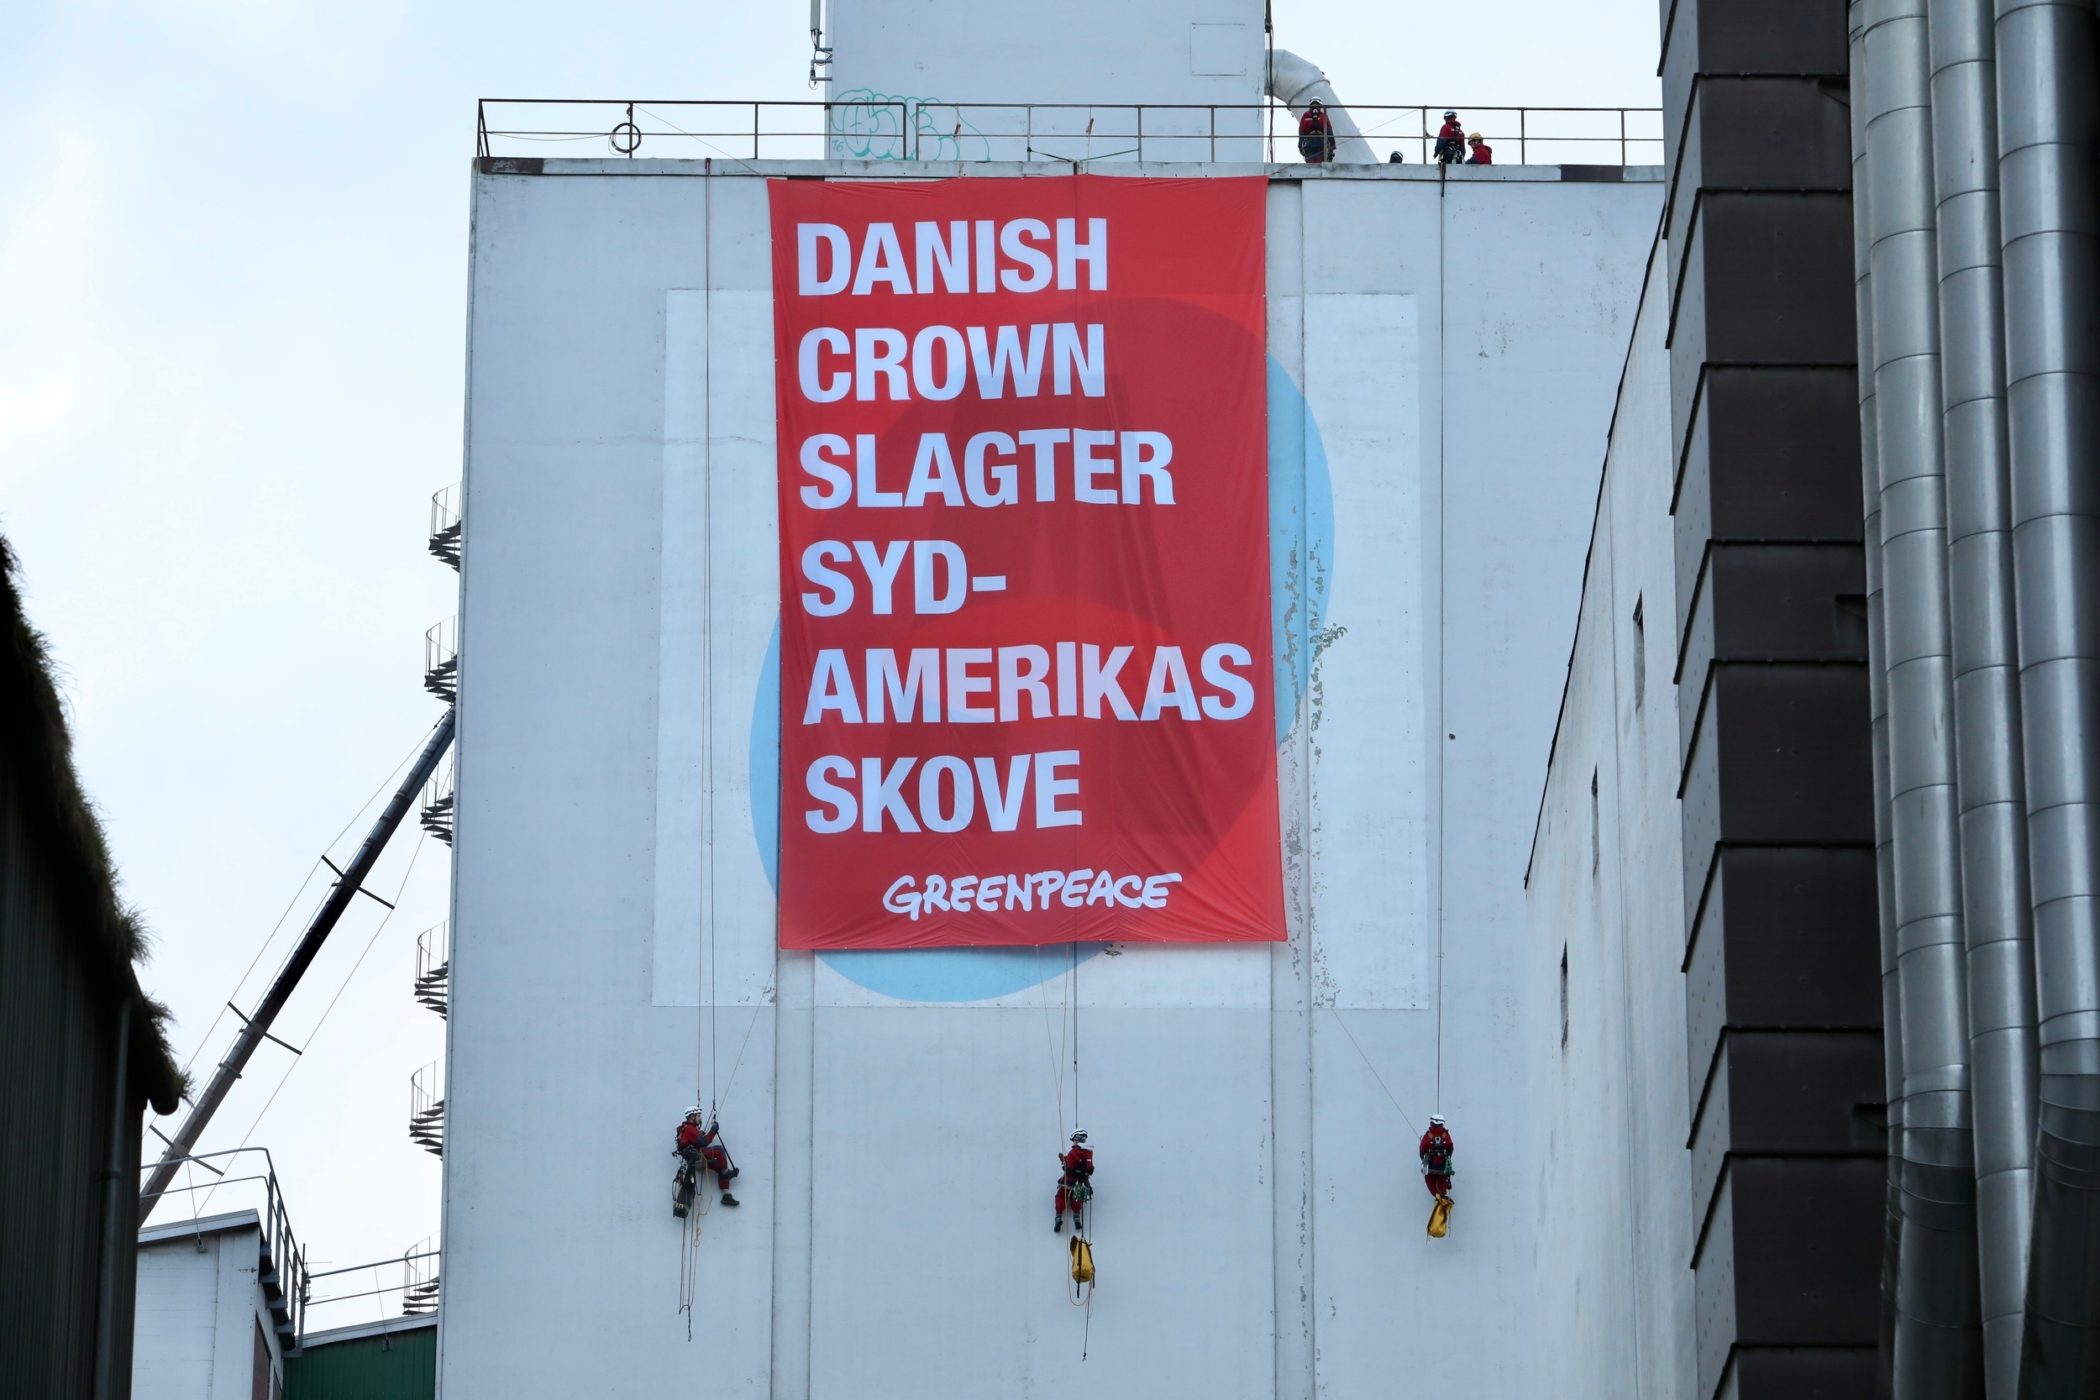 DANISH
CROWN
SLAGTER
SYD-
AMERIKAS
SKOVE
GREENPEACE